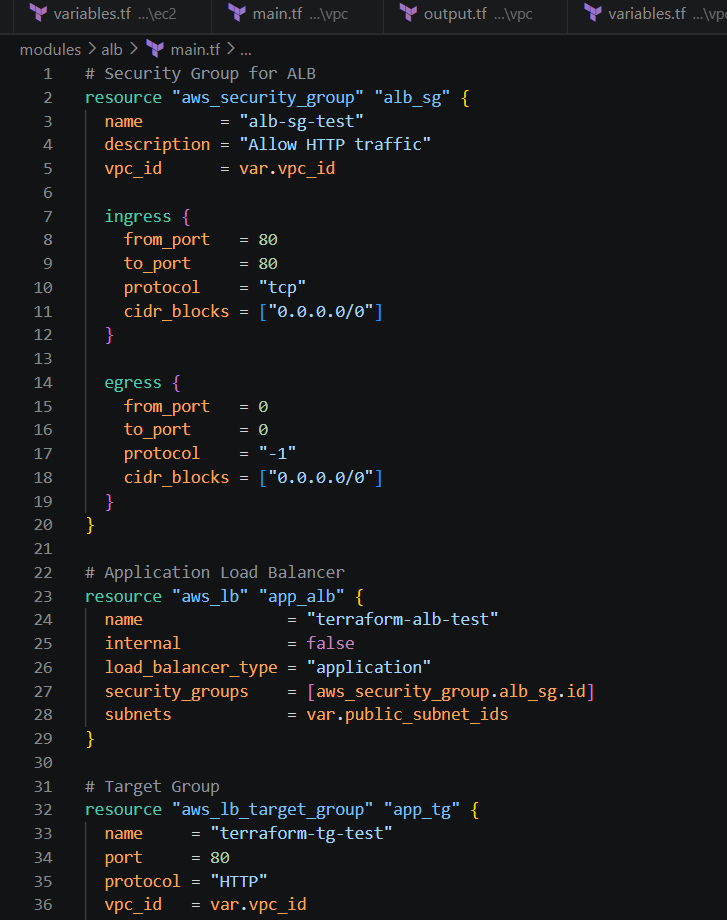 variables.tf ...\ec2 main.tf ...\vpc output.tf ...\vpc variables.tf ...\vpc
modules > alb > main.tf > ...
1 # Security Group for ALB
2 resource "aws_security_group" "alb_sg" {
3   name        = "alb-sg-test"
4   description = "Allow HTTP traffic"
5   vpc_id      = var.vpc_id
6
7   ingress {
8     from_port   = 80
9     to_port     = 80
10     protocol    = "tcp"
11     cidr_blocks = ["0.0.0.0/0"]
12   }
13
14   egress {
15     from_port   = 0
16     to_port     = 0
17     protocol    = "-1"
18     cidr_blocks = ["0.0.0.0/0"]
19   }
20 }
21
22 # Application Load Balancer
23 resource "aws_lb" "app_alb" {
24   name               = "terraform-alb-test"
25   internal           = false
26   load_balancer_type = "application"
27   security_groups    = [aws_security_group.alb_sg.id]
28   subnets            = var.public_subnet_ids
29 }
30
31 # Target Group
32 resource "aws_lb_target_group" "app_tg" {
33   name     = "terraform-tg-test"
34   port     = 80
35   protocol = "HTTP"
36   vpc_id   = var.vpc_id